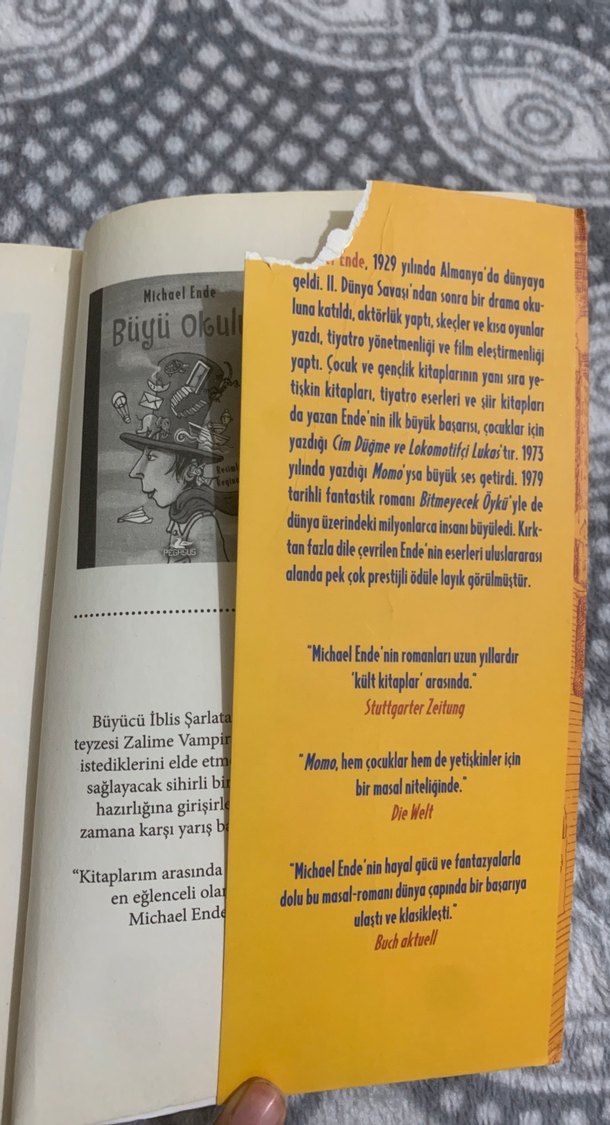 Michael Ende
Büyü Okulu
Resiml
PEGASUS
Büyücü İblis Şarlata
teyzesi Zalime Vampir
istediklerini elde etme
sağlayacak sihirli bir
hazırlığına girişirle
zamana karşı yarış ba
“Kitaplarım arasında
en eğlenceli olar
Michael Ende
Ende, 1929 yılında Almanya'da dünyaya
geldi. II. Dünya Savaşı'ndan sonra bir drama oku-
luna katıldı, aktörlük yaptı, skeçler ve kısa oyunlar
yazdı, tiyatro yönetmenliği ve film eleştirmenliği
yaptı. Çocuk ve gençlik kitaplarının yanı sıra ye-
tişkin kitapları, tiyatro eserleri ve şiir kitapları
da yazan Ende'nin ilk büyük başarısı, çocuklar için
yazdığı Cim Düğme ve Lokomotifçi Lukas'tır. 1973
yılında yazdığı Momo'ysa büyük ses getirdi. 1979
tarihli fantastik romanı Bitmeyecek Öykü'yle de
dünya üzerindeki milyonlarca insanı büyüledi. Kırk-
tan fazla dile çevrilen Ende'nin eserleri uluslararası
alanda pek çok prestijli ödüle layık görülmüştür.
"Michael Ende'nin romanları uzun yıllardır
'kült kitaplar' arasında."
Stuttgarter Zeitung
"Momo, hem çocuklar hem de yetişkinler için
bir masal niteliğinde."
Die Welt
"Michael Ende'nin hayal gücü ve fantazyalarla
dolu bu masal-romanı dünya çapında bir başarıya
ulaştı ve klasikleşti."
Buch aktuell